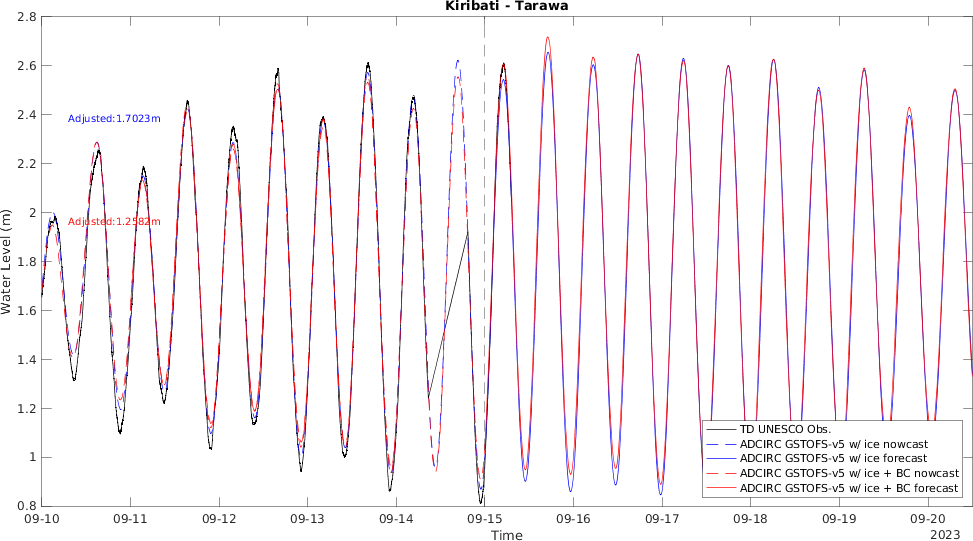 Kiribati - Tarawa
2.8
2.6
2.4
2.2
2
1.8
1.6
1.4
1.2
1
0.8
Water Level (m)
Adjusted:1.7023m
Adjusted:1.2582m
TD UNESCO Obs.
ADCIRC GSTOFS-v5 w/ ice nowcast
ADCIRC GSTOFS-v5 w/ ice forecast
ADCIRC GSTOFS-v5 w/ ice + BC nowcast
ADCIRC GSTOFS-v5 w/ ice + BC forecast
09-10 09-11 09-12 09-13 09-14 09-15 09-16 09-17 09-18 09-19 09-20
Time
2023